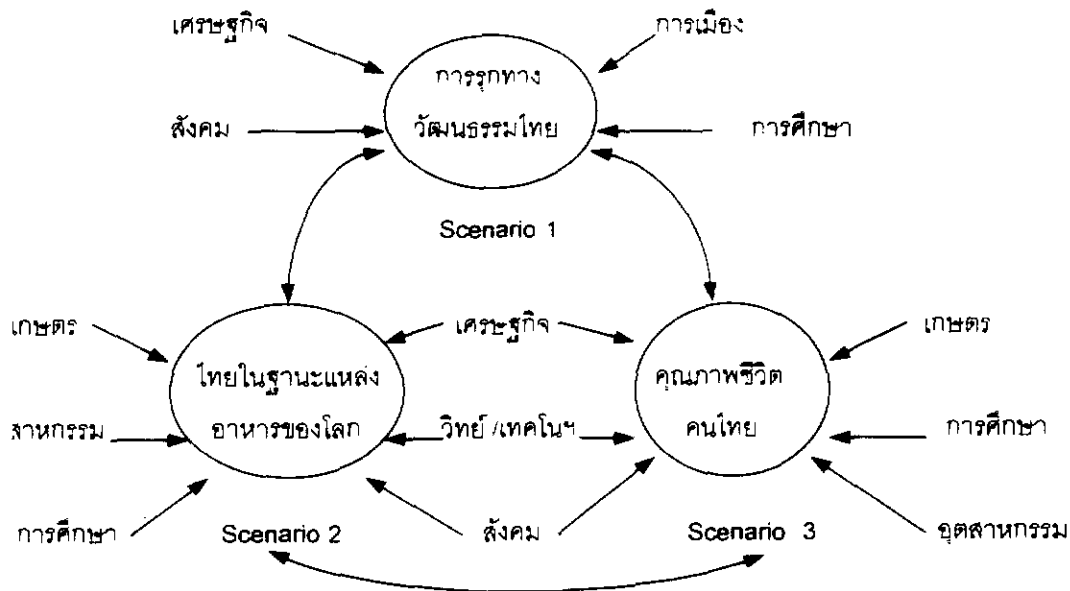 เศรษฐกิจ
การเมือง
การรุกทาง
วัฒนธรรมไทย
สังคม
การศึกษา
Scenario 1
เกษตร
เศรษฐกิจ
เกษตร
ไทยในฐานะแหล่ง
อาหารของโลก
คุณภาพชีวิต
คนไทย
สาหกรรม
วิทย์/เทคโนฯ
การศึกษา
การศึกษา
Scenario 2
สังคม
Scenario 3
อุตสาหกรรม